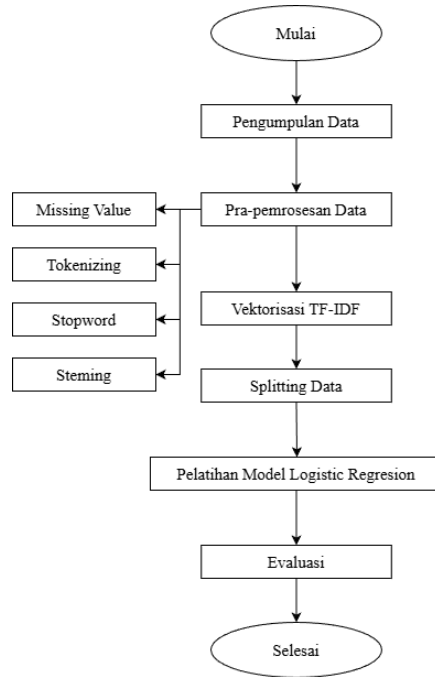 Mulai
Pengumpulan Data
Pra-pemrosesan Data
Missing Value
Tokenizing
Stopword
Steming
Vektorisasi TF-IDF
Splitting Data
Pelatihan Model Logistic Regresion
Evaluasi
Selesai